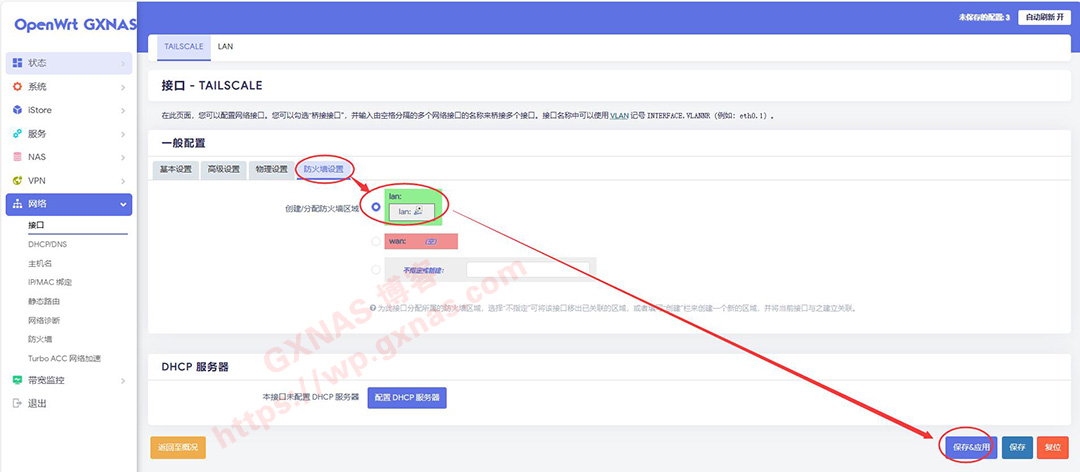 OpenWrt GXNAS
未保存的配置: 3
自动刷新 开
状态
系统
iStore
服务
NAS
VPN
网络
接口
DHCP/DNS
主机名
IP/MAC 绑定
静态路由
网络诊断
防火墙
Turbo ACC 网络加速
带宽监控
退出
TAILSCALE LAN
接口 - TAILSCALE
在此页面，您可以配置网络接口。您可以勾选“桥接接口”，并输入由空格分隔的多个网络接口的名称来桥接多个接口。接口名称中可以使用 VLAN 记号 INTERFACE.VLANNR（例如：eth0.1）。
一般配置
基本设置 高级设置 物理设置 防火墙设置
创建/分配防火墙区域
lan:
lan:
wan: (空)
不指定或创建：
为此接口分配所属的防火墙区域，选择“不指定”可将该接口移出已关联的区域，或者填写“创建”栏来创建一个新的区域，并将当前接口与之建立关联。
DHCP 服务器
本接口未配置 DHCP 服务器 配置 DHCP 服务器
返回至概况 保存&应用 保存 复位
GXNAS 博客
https://wp.gxnas.com